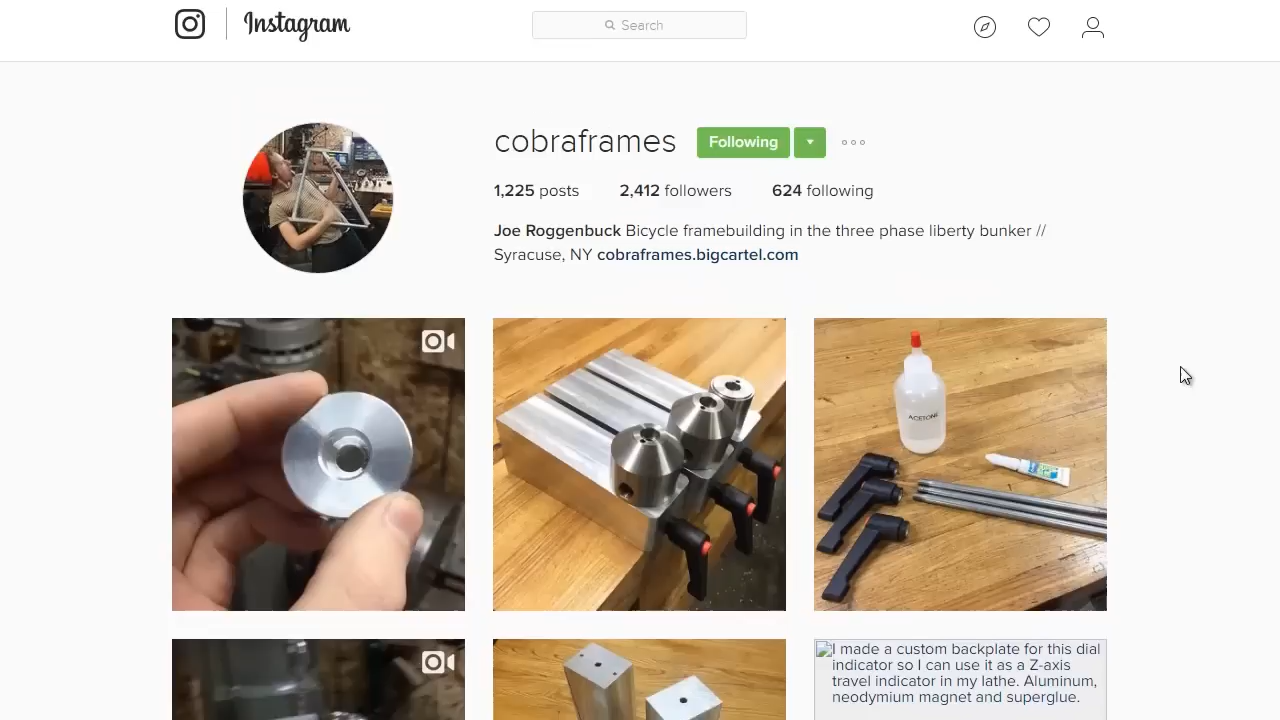 Instagram
Search
cobraframes
Following
1,225 posts 2,412 followers 624 following
Joe Roggenbuck Bicycle framebuilding in the three phase liberty bunker //
Syracuse, NY cobraframes.bigcartel.com
ACETONE
I made a custom backplate for this dial
indicator so I can use it as a Z-axis
travel indicator in my lathe. Aluminum,
neodymium magnet and superglue.